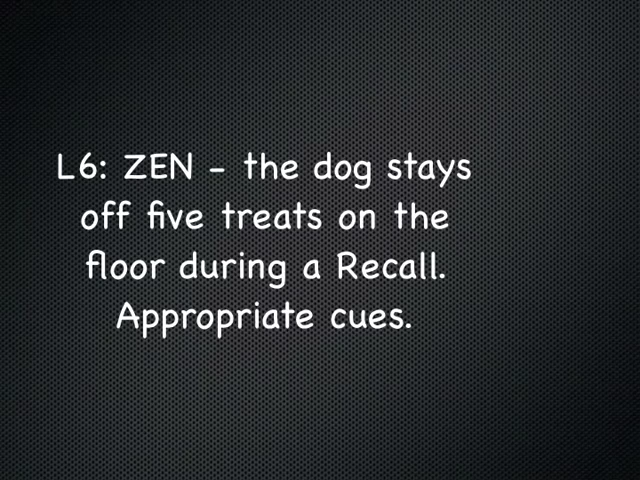 L6: ZEN - the dog stays
off five treats on the
floor during a Recall.
Appropriate cues.